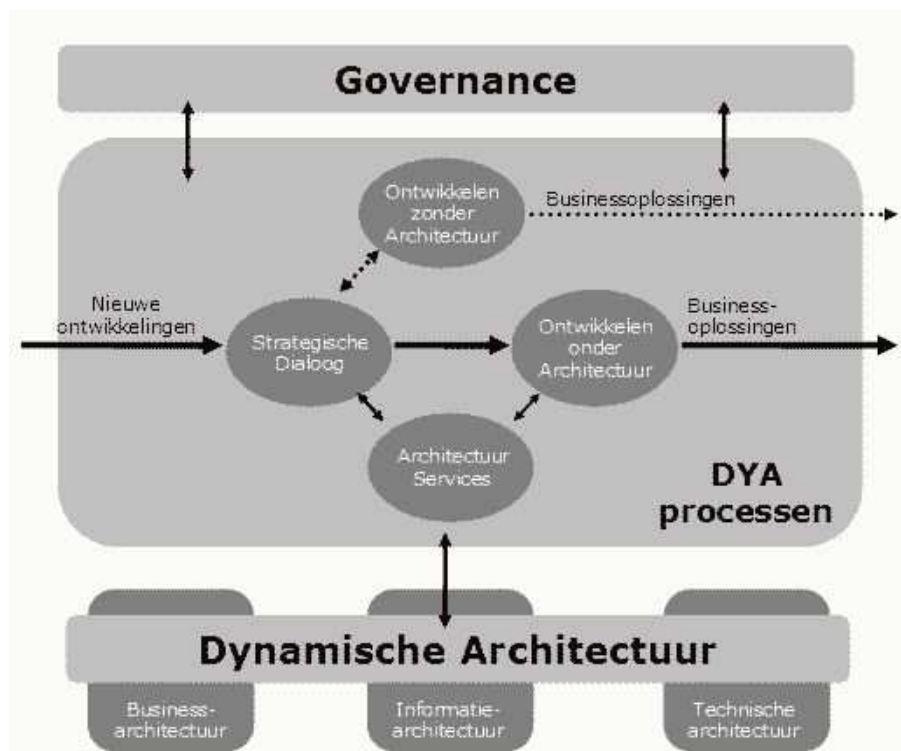 Governance
Ontwikkelen
zonder
Architectuur
Businessoplossingen
Nieuwe
ontwikkelingen
Strategische
Dialoog
Ontwikkelen
onder
Architectuur
Business-
oplossingen
Architectuur
Services
DYA
processen
Dynamische Architectuur
Business-
architectuur
Informatie-
architectuur
Technische
architectuur